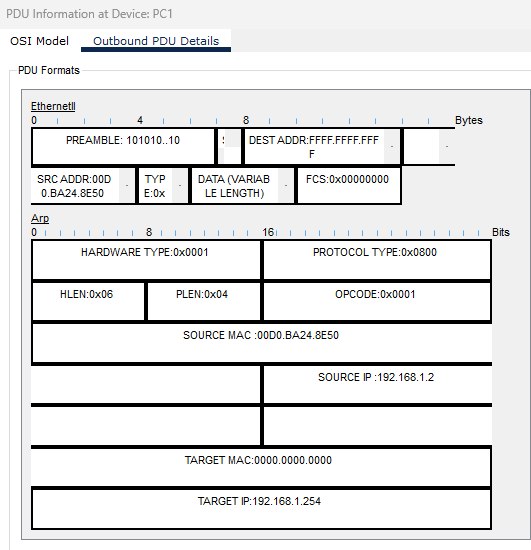 PDU Information at Device: PC1
OSI Model Outbound PDU Details
PDU Formats
EthernetII
0 4 8 Bytes
PREAMBLE: 101010..10 DEST ADDR:FFFF.FFFF.FFF
F
SRC ADDR:00D TYP DATA (VARIAB FCS:0x00000000
0.BA24.8E50 E:0x LE LENGTH)
Arp
0 8 16 Bits
HARDWARE TYPE:0x0001 PROTOCOL TYPE:0x0800
HLEN:0x06 PLEN:0x04 OPCODE:0x0001
SOURCE MAC :00D0.BA24.8E50
SOURCE IP :192.168.1.2
TARGET MAC:0000.0000.0000
TARGET IP:192.168.1.254